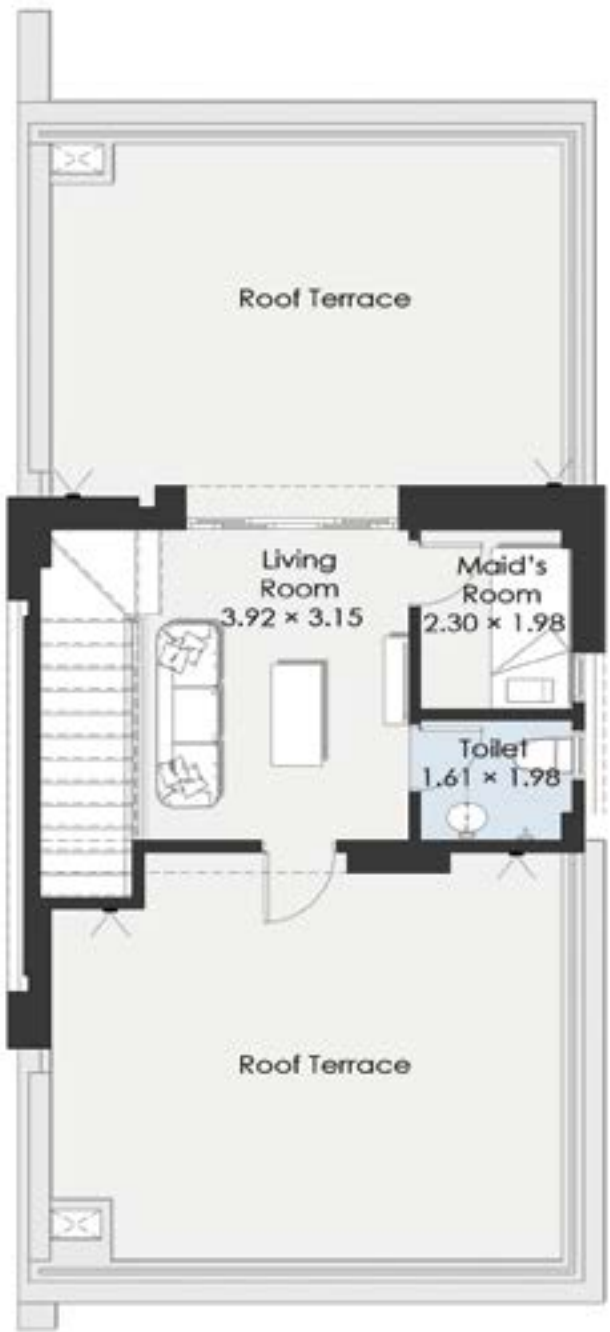 Roof Terrace
Living
Room
3.92 × 3.15
Maid's
Room
2.30 × 1.98
Toilet
1.61 × 1.98
Roof Terrace